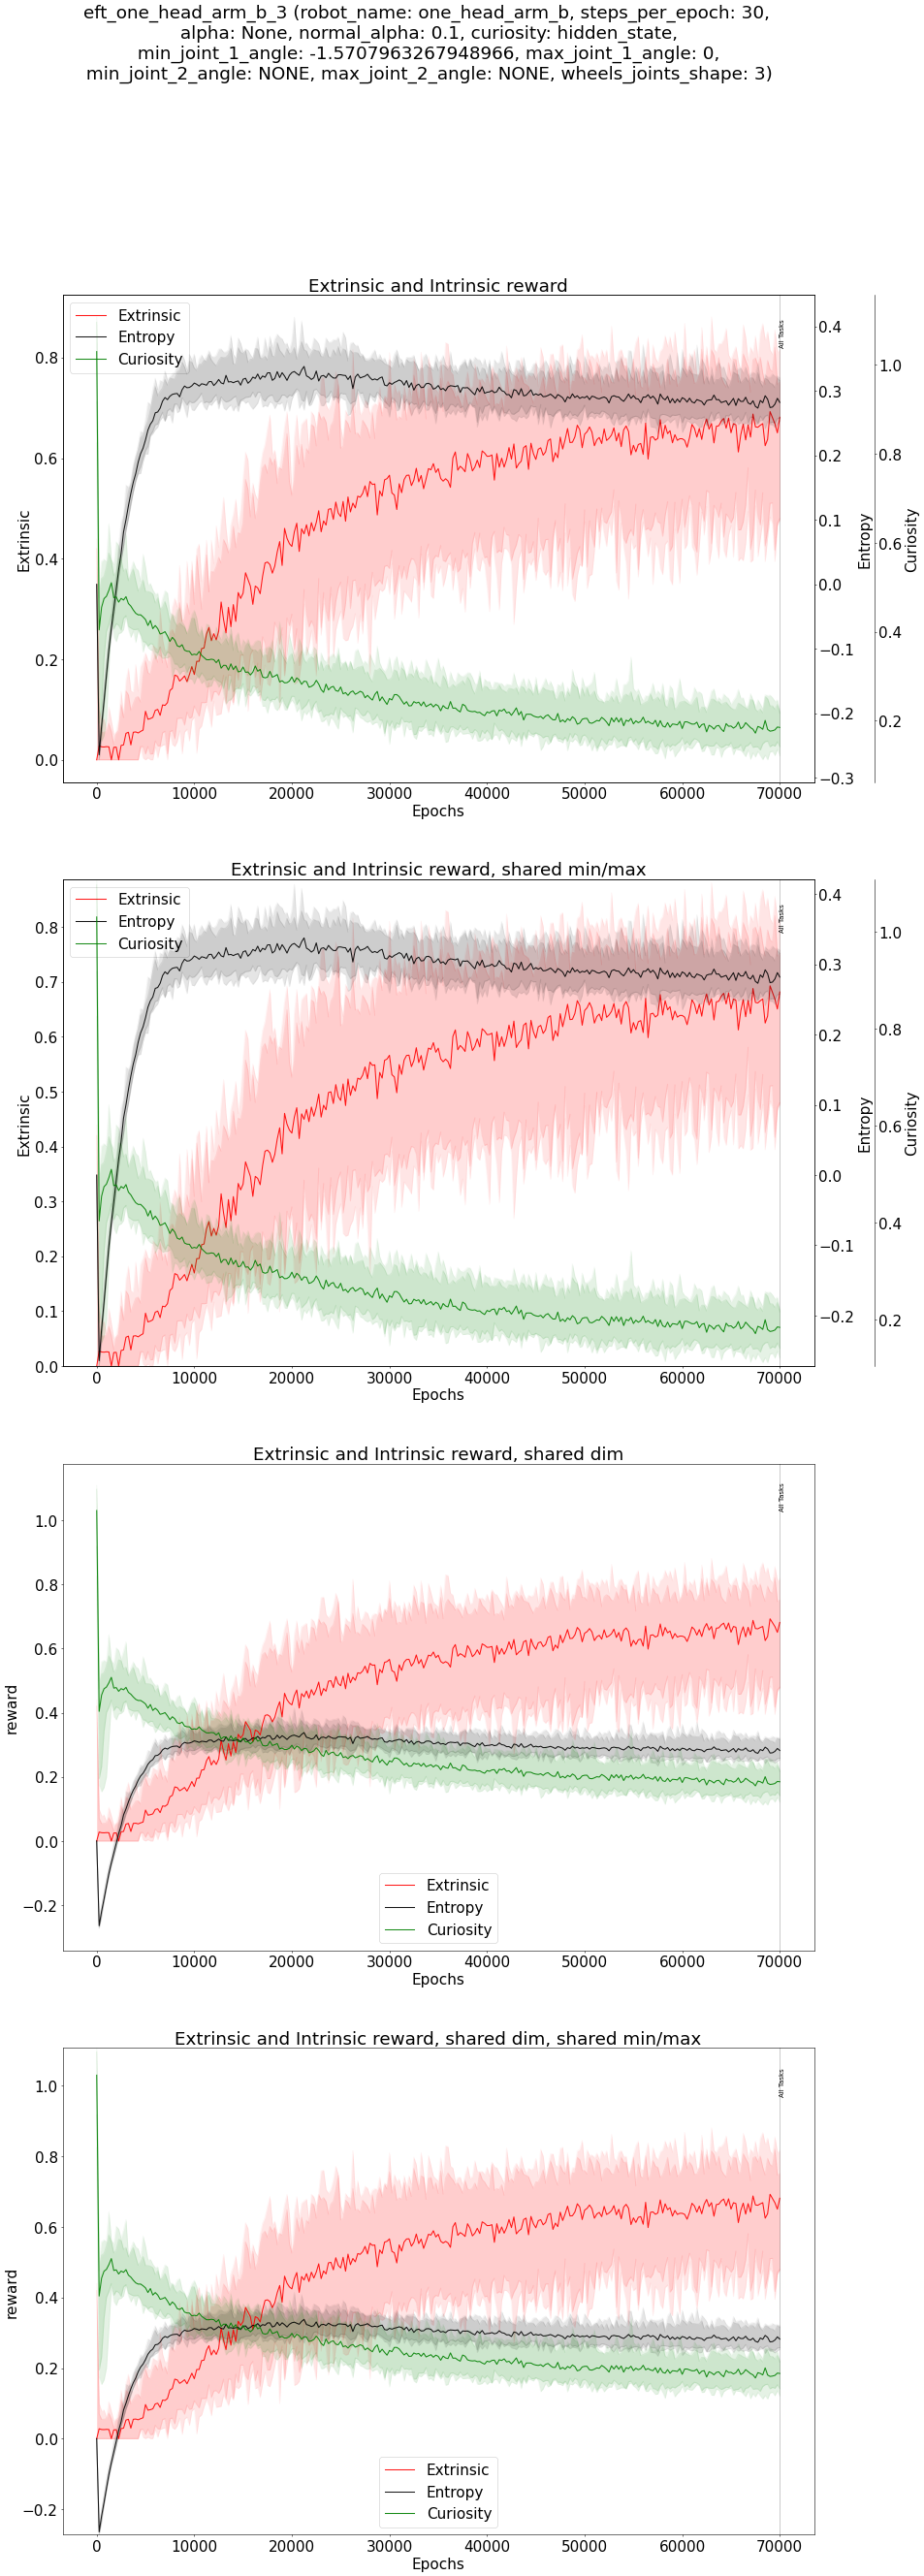 eft_one_head_arm_b_3 (robot_name: one_head_arm_b, steps_per_epoch: 30,
alpha: None, normal_alpha: 0.1, curiosity: hidden_state,
min_joint_1_angle: -1.5707963267948966, max_joint_1_angle: 0,
min_joint_2_angle: NONE, max_joint_2_angle: NONE, wheels_joints_shape: 3)
Extrinsic and Intrinsic reward
Extrinsic
Entropy
Curiosity
All Tasks
0.8
0.6
0.4
0.2
0.0
Extrinsic
0.4
0.3
0.2
0.1
0.0
−0.1
−0.2
−0.3
Entropy
1.0
0.8
0.6
0.4
0.2
Curiosity
0 10000 20000 30000 40000 50000 60000 70000
Epochs
Extrinsic and Intrinsic reward, shared min/max
Extrinsic
Entropy
Curiosity
All Tasks
0.8
0.7
0.6
0.5
0.4
0.3
0.2
0.1
0.0
Extrinsic
0.4
0.3
0.2
0.1
0.0
−0.1
−0.2
Entropy
1.0
0.8
0.6
0.4
0.2
Curiosity
0 10000 20000 30000 40000 50000 60000 70000
Epochs
Extrinsic and Intrinsic reward, shared dim
All Tasks
1.0
0.8
0.6
0.4
0.2
0.0
−0.2
reward
Extrinsic
Entropy
Curiosity
0 10000 20000 30000 40000 50000 60000 70000
Epochs
Extrinsic and Intrinsic reward, shared dim, shared min/max
All Tasks
1.0
0.8
0.6
0.4
0.2
0.0
−0.2
reward
Extrinsic
Entropy
Curiosity
0 10000 20000 30000 40000 50000 60000 70000
Epochs